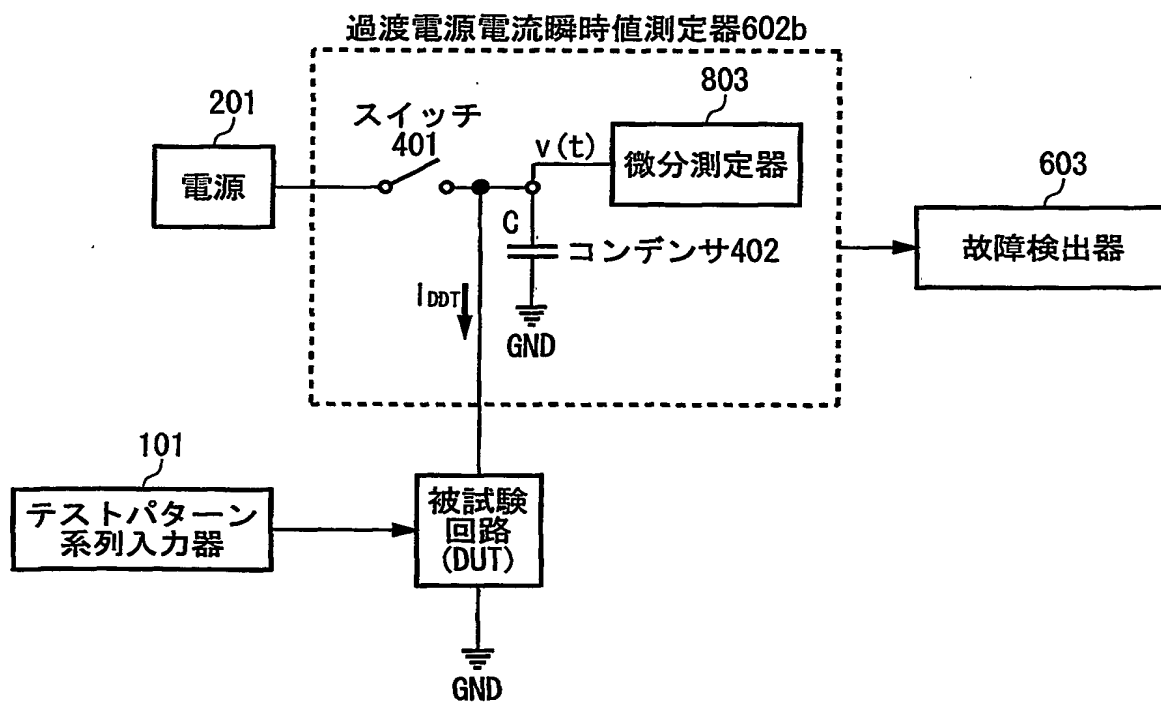 過渡電源電流瞬時値測定器602b
201
電源
スイッチ
401
v(t)
803
微分測定器
603
故障検出器
C
コンデンサ402
GND
IDDT
101
テストパターン
系列入力器
被試験
回路
(DUT)
GND